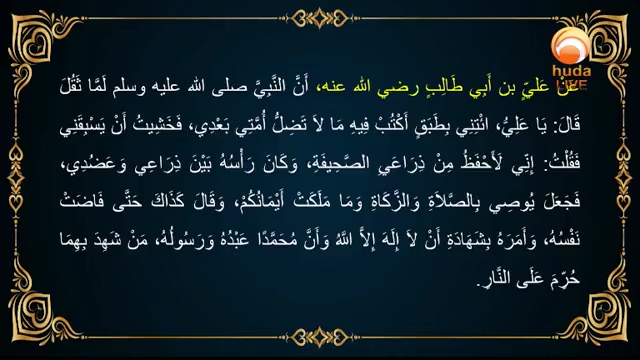 huda
LIVE
عَنْ عَلِيِّ بن أَبِي طَالِبٍ رضي الله عنه، أَنَّ النَّبِيَّ صلى الله عليه وسلم لَمَّا ثَقُلَ
قَالَ: يَا عَلِيُّ، ائْتِنِي بِطَبَقٍ أَكْتُبْ فِيهِ مَا لاَ تَضِلُّ أُمَّتِي بَعْدِي، فَخَشِيتُ أَنْ يَسْبِقَنِي
فَقُلْتُ: إِنِّي لَأَحْفَظُ مِنْ ذِرَاعَيِ الصَّحِيفَةِ، وَكَانَ رَأْسُهُ بَيْنَ ذِرَاعِي وَعَضُدِي،
فَجَعَلَ يُوصِي بِالصَّلاَةِ وَالزَّكَاةِ وَمَا مَلَكَتْ أَيْمَانُكُمْ، وَقَالَ كَذَاكَ حَتَّى فَاضَتْ
نَفْسُهُ، وَأَمَرَهُ بِشَهَادَةِ أَنْ لاَ إِلَهَ إِلاَّ اللَّهُ وَأَنَّ مُحَمَّدًا عَبْدُهُ وَرَسُولُهُ، مَنْ شَهِدَ بِهِمَا
حُرِّمَ عَلَى النَّارِ.